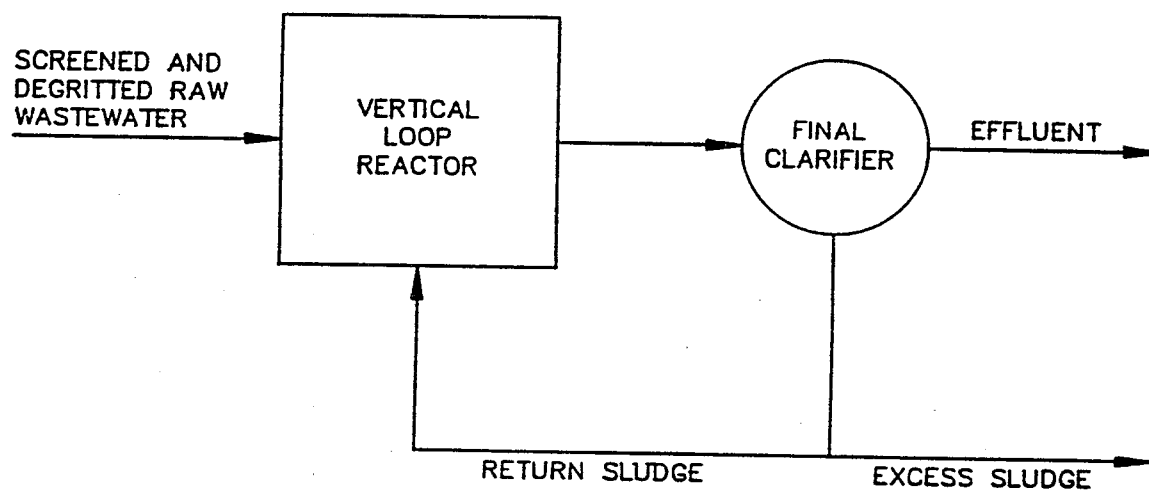 SCREENED AND
DEGRITTED RAW
WASTEWATER
VERTICAL
LOOP
REACTOR
FINAL
CLARIFIER
EFFLUENT
RETURN SLUDGE
EXCESS SLUDGE